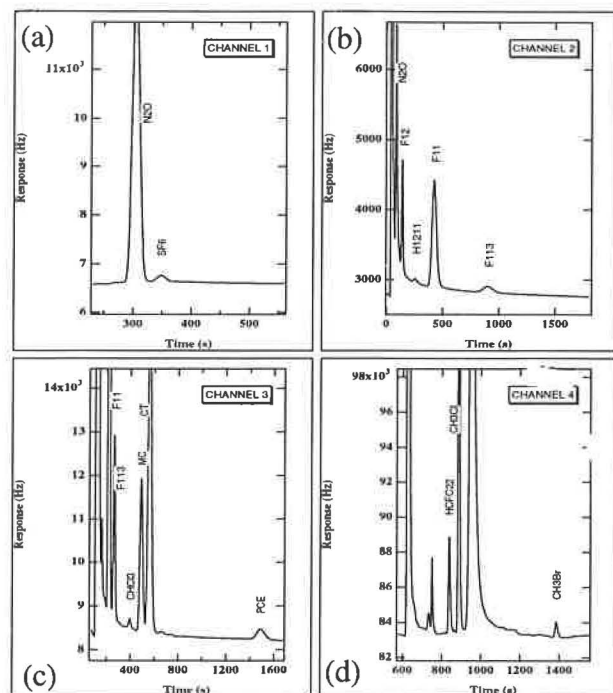 (a)
CHANNEL 1
11x10³
10
9
8
7
6
Response (Hz)
N2O
SF6
300
400
500
Time (s)
(b)
CHANNEL 2
6000
5000
4000
3000
Response (Hz)
N2O
F12
H1211
F11
F113
0
500
1000
1500
Time (s)
CHANNEL 3
14x10³
12
11
10
9
8
Response (Hz)
F11
F113
CHCl3
MC
CT
PCE
400
800
1200
1600
Time (s)
(c)
CHANNEL 4
98x10³
96
94
92
90
88
86
84
82
Response (Hz)
HCFC22
CH3Cl
CH3Br
600
800
1000
1400
Time (s)
(d)